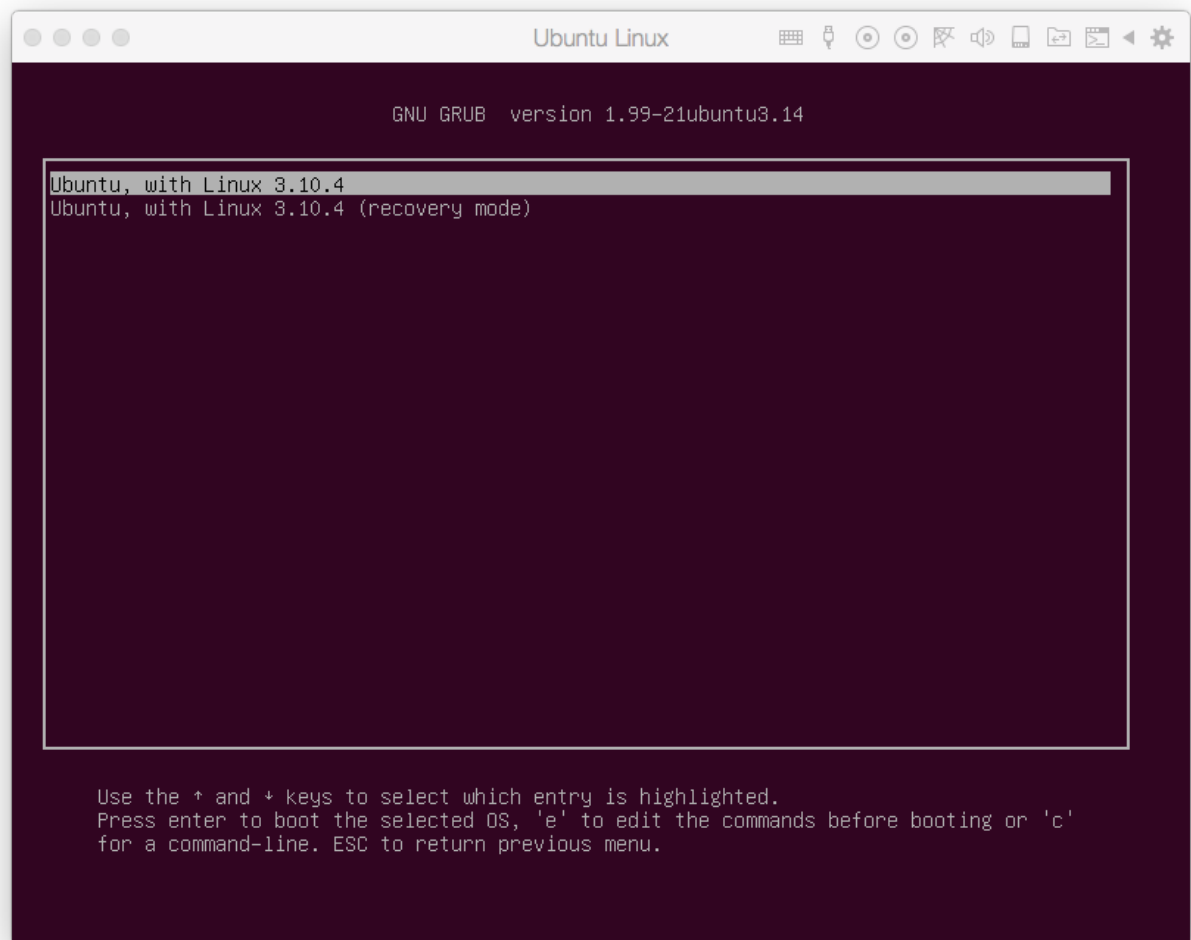 Ubuntu Linux
GNU GRUB version 1.99-21ubuntu3.14
Ubuntu, with Linux 3.10.4
Ubuntu, with Linux 3.10.4 (recovery mode)
Use the ↑ and ↓ keys to select which entry is highlighted.
Press enter to boot the selected OS, 'e' to edit the commands before booting or 'c'
for a command-line. ESC to return previous menu.